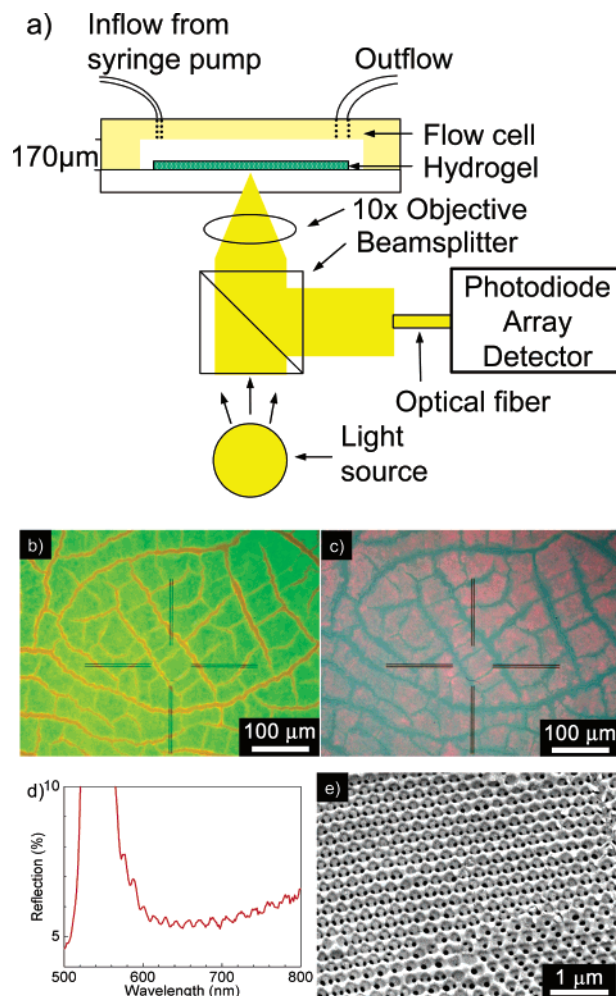 a)
Inflow from
syringe pump
Outflow
Flow cell
170μm
Hydrogel
10x Objective
Beamsplitter
Photodiode
Array
Detector
Optical fiber
Light
source
b)
100 μm
c)
100 μm
d)
10
5
Reflection (%)
500 600 700 800
Wavelength (nm)
e)
1 μm